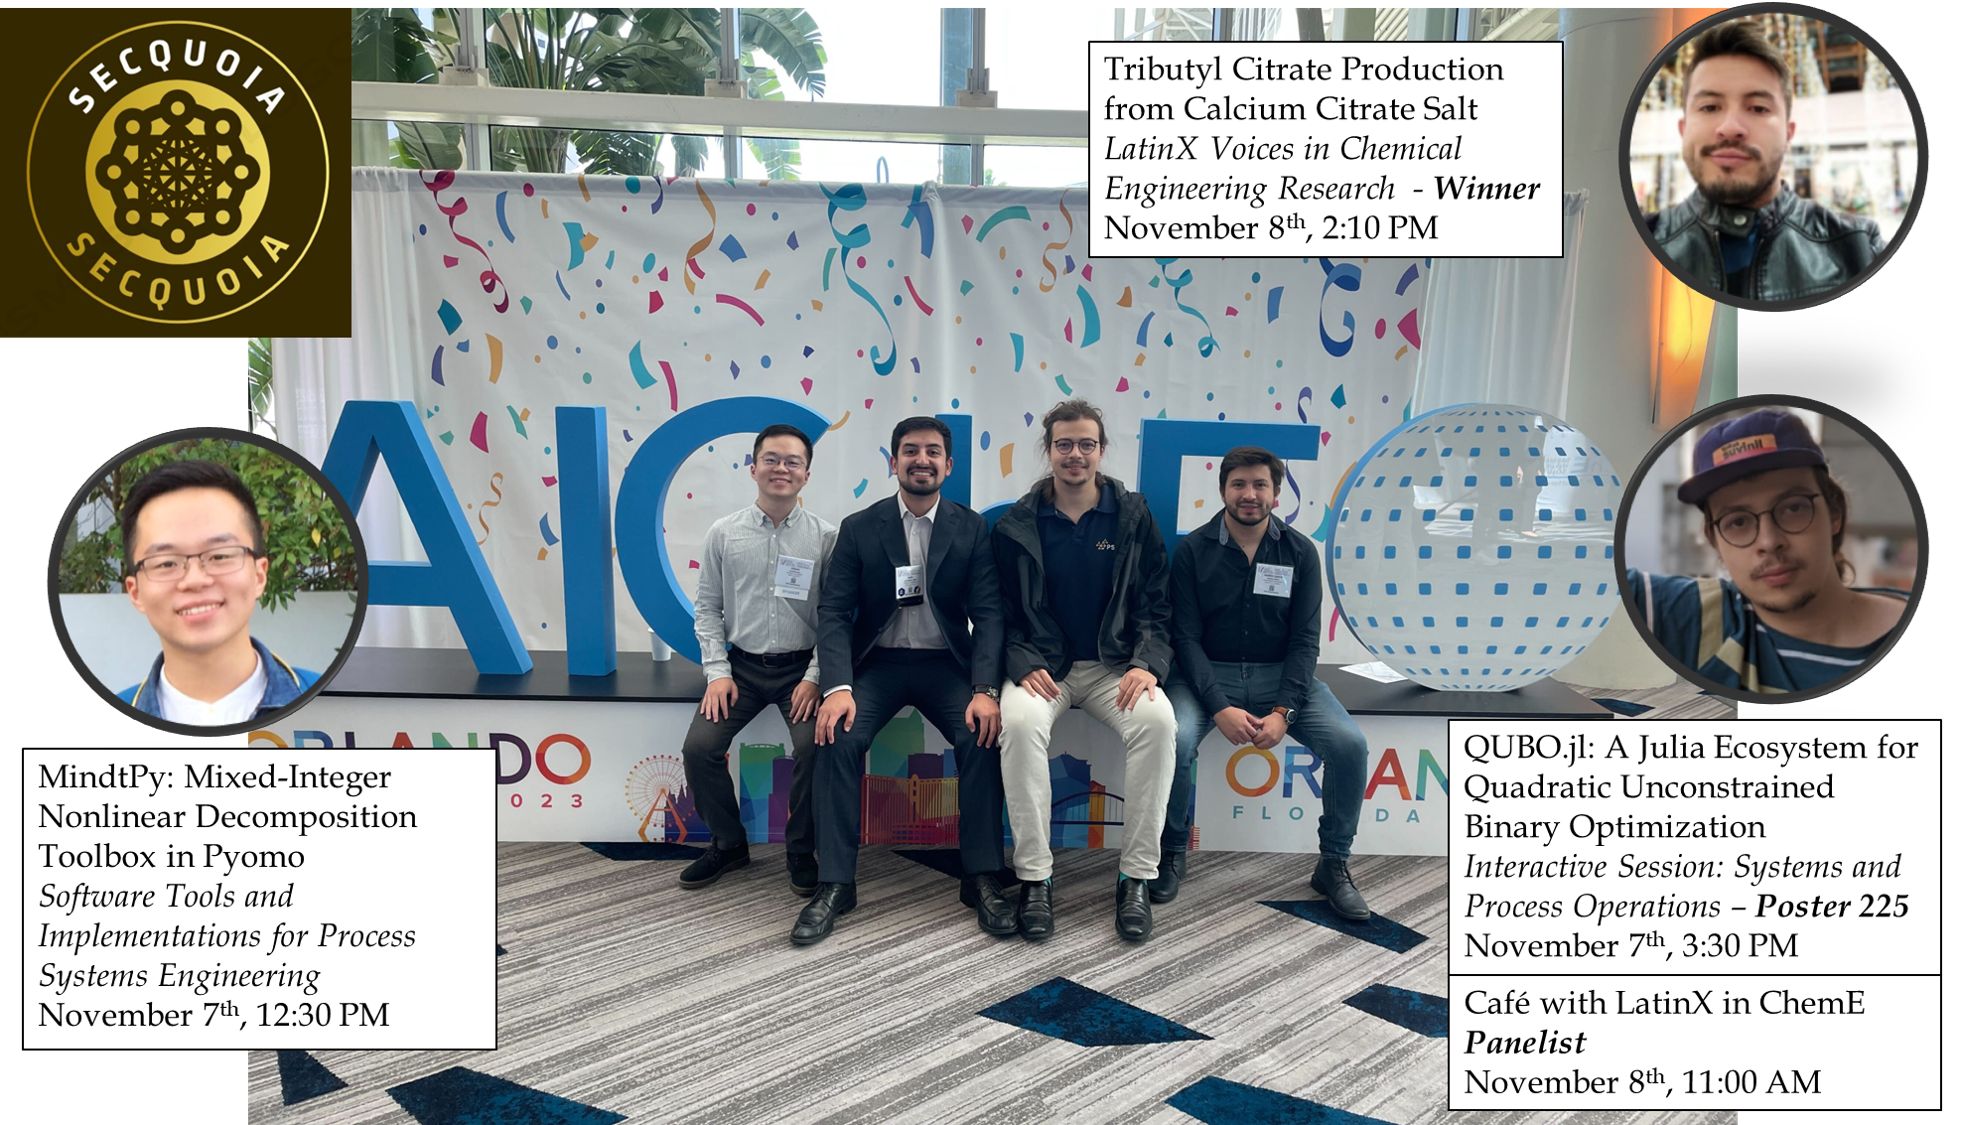 SECQUOIA
SECQUOIA
Tributyl Citrate Production
from Calcium Citrate Salt
LatinX Voices in Chemical
Engineering Research - Winner
November 8th, 2:10 PM
AIChE
ORLANDO
2023
ORLAN
FLO DA
MindtPy: Mixed-Integer
Nonlinear Decomposition
Toolbox in Pyomo
Software Tools and
Implementations for Process
Systems Engineering
November 7th, 12:30 PM
QUBO.jl: A Julia Ecosystem for
Quadratic Unconstrained
Binary Optimization
Interactive Session: Systems and
Process Operations – Poster 225
November 7th, 3:30 PM
Café with LatinX in ChemE
Panelist
November 8th, 11:00 AM